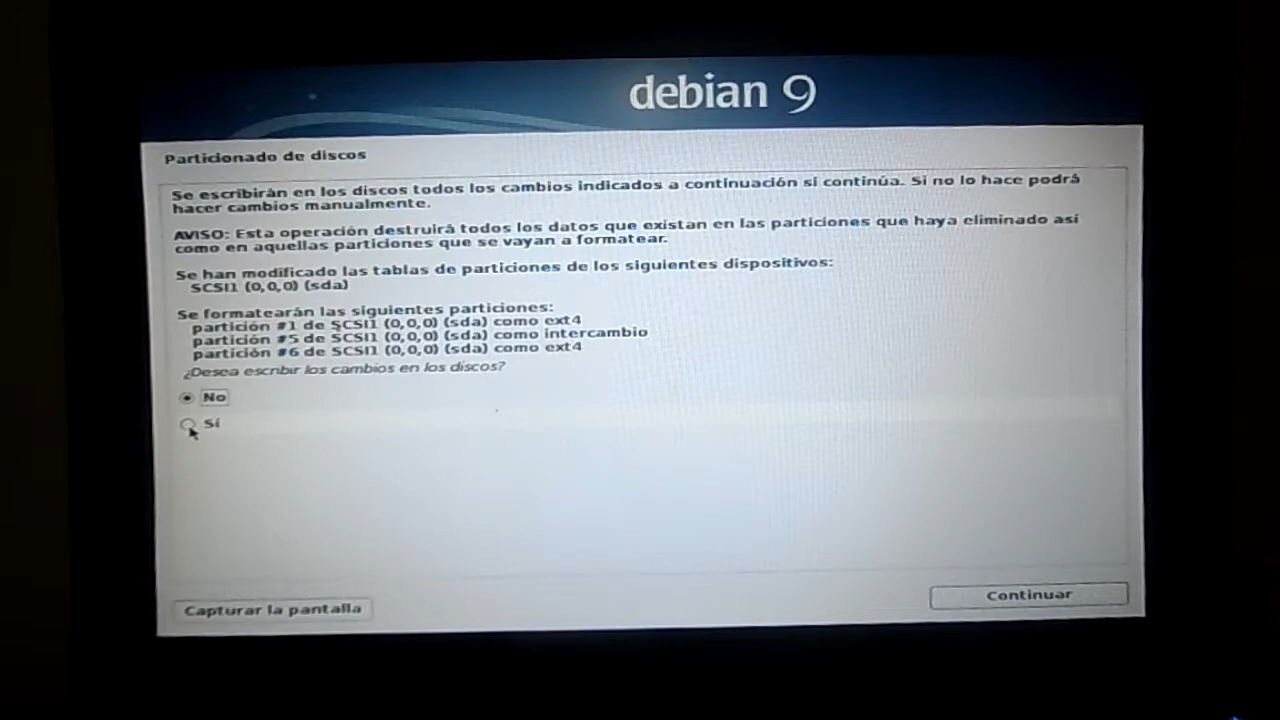 debian 9
Particionado de discos
Se escribirán en los discos todos los cambios indicados a continuación si continúa. Si no lo hace podrá
hacer cambios manualmente.
AVISO: Esta operación destruirá todos los datos que existan en las particiones que haya eliminado así
como en aquellas particiones que se vayan a formatear.
Se han modificado las tablas de particiones de los siguientes dispositivos:
SCSI1 (0,0,0) (sda)
Se formatearán las siguientes particiones:
partición #1 de SCSI1 (0,0,0) (sda) como ext4
partición #5 de SCSI1 (0,0,0) (sda) como intercambio
partición #6 de SCSI1 (0,0,0) (sda) como ext4
¿Desea escribir los cambios en los discos?
No
Sí
Capturar la pantalla
Continuar